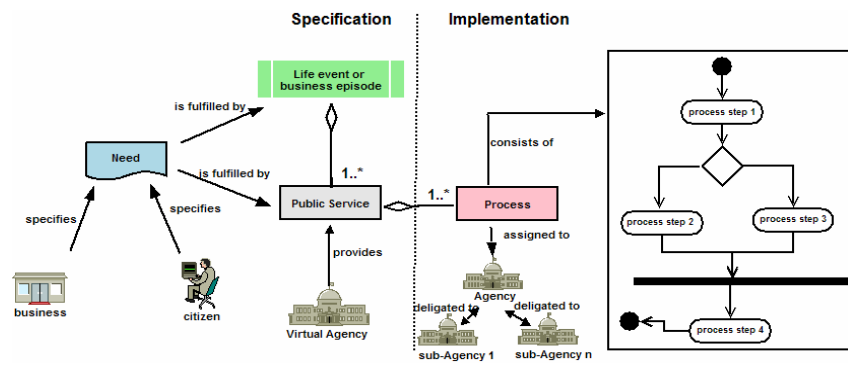 Specification
Implementation
Life event or
business episode
is fulfilled by
Need
is fulfilled by
specifies
specifies
business
citizen
1..*
Public Service
provides
Virtual Agency
1..*
Process
consists of
assigned to
Agency
deligated to
deligated to
sub-Agency 1
sub-Agency n
process step 1
process step 2
process step 3
process step 4